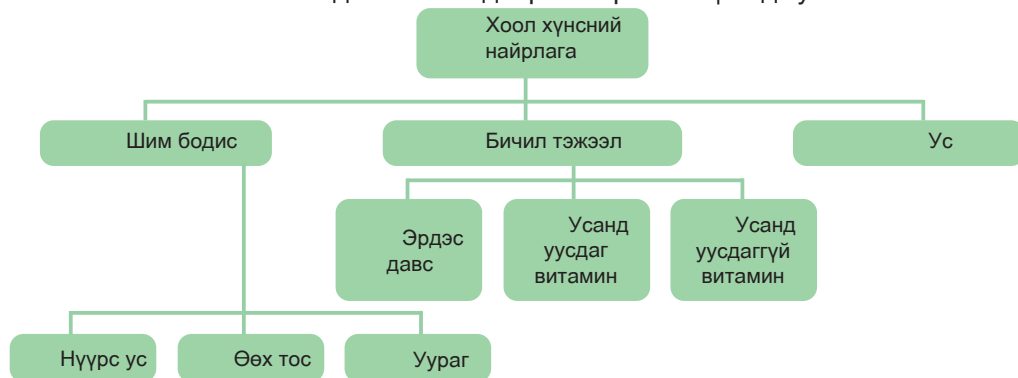 Хоол хүнсний
найрлага
Шим бодис
Бичил тэжээл
Ус
Эрдэс
давс
Усанд
уусдаг
витамин
Усанд
уусдаггүй
витамин
Нүүрс ус
Өөх тос
Уураг